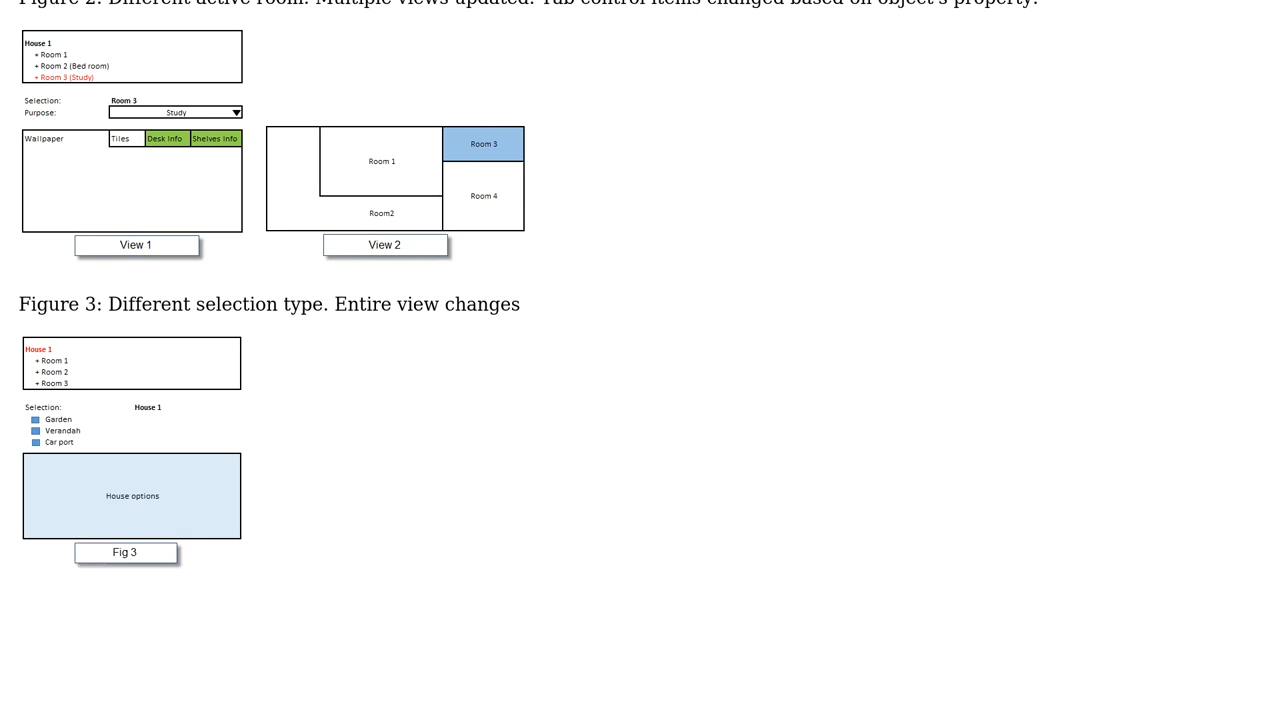 Figure 2: Different active room. Multiple views updated. Tab control items changed based on object's property.
House 1
+ Room 1
+ Room 2 (Bed room)
+ Room 3 (Study)
Selection: Room 3
Purpose: Study
Wallpaper Tiles Desk Info Shelves Info
Room 1
Room2
Room 3
Room 4
View 1
View 2
Figure 3: Different selection type. Entire view changes
House 1
+ Room 1
+ Room 2
+ Room 3
Selection: House 1
Garden
Verandah
Car port
House options
Fig 3